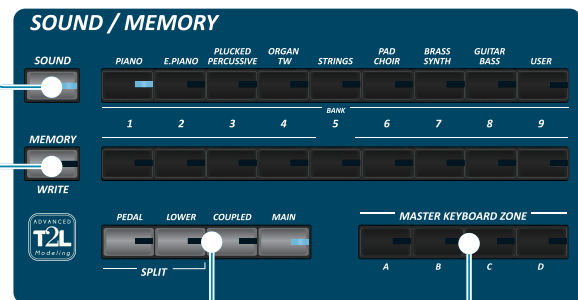 SOUND / MEMORY
SOUND
PIANO E.PIANO PLUCKED PERCUSSIVE ORGAN TW STRINGS PAD CHOIR BRASS SYNTH GUITAR BASS USER
BANK
1 2 3 4 5 6 7 8 9
MEMORY
WRITE
ADVANCED
T2L
Modeling
PEDAL LOWER COUPLED MAIN
SPLIT
MASTER KEYBOARD ZONE
A B C D